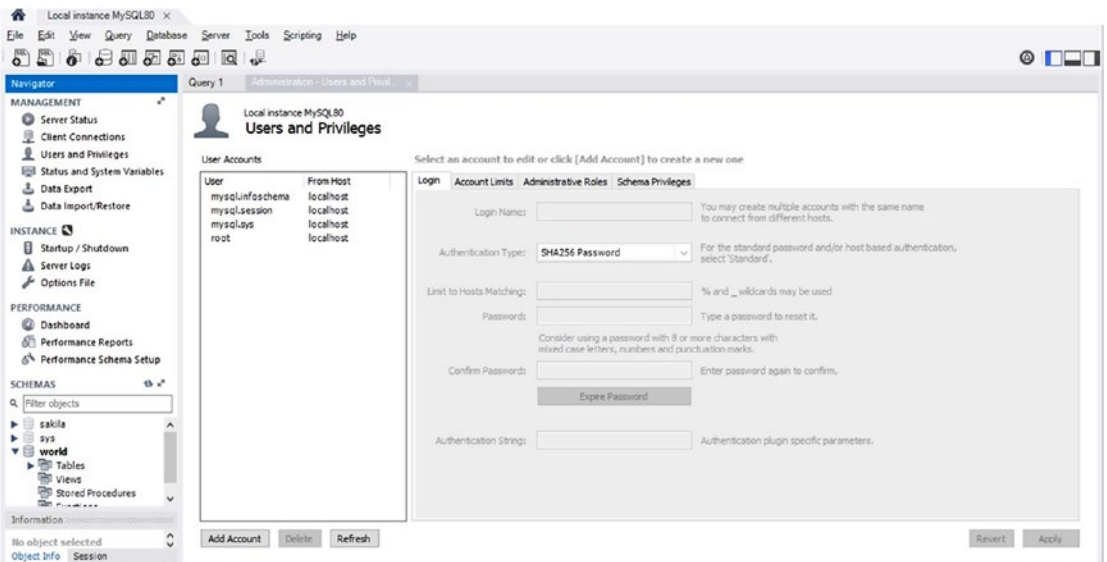 Local instance MySQL80 ×
File Edit View Query Database Server Tools Scripting Help
Navigator
Query 1 Administration - Users and Privil... ×
MANAGEMENT
Server Status
Client Connections
Users and Privileges
Status and System Variables
Data Export
Data Import/Restore
INSTANCE
Startup / Shutdown
Server Logs
Options File
PERFORMANCE
Dashboard
Performance Reports
Performance Schema Setup
SCHEMAS
Filter objects
sakila
sys
world
Tables
Views
Stored Procedures
Functions
Information
No object selected
Object Info Session
Local instance MySQL80
Users and Privileges
User Accounts
User From Host
mysql.infoschema localhost
mysql.session localhost
mysql.sys localhost
root localhost
Add Account Delete Refresh
Select an account to edit or click [Add Account] to create a new one
Login Account Limits Administrative Roles Schema Privileges
Login Name: You may create multiple accounts with the same name
to connect from different hosts.
Authentication Type: SHA256 Password For the standard password and/or host based authentication,
select 'Standard'.
Limit to Hosts Matching: % and _ wildcards may be used
Password: Type a password to reset it.
Consider using a password with 8 or more characters with
mixed case letters, numbers and punctuation marks.
Confirm Password: Enter password again to confirm.
Expire Password
Authentication String: Authentication plugin specific parameters.
Revert Apply